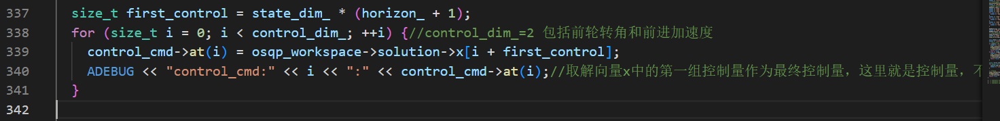 337 size_t first_control = state_dim_ * (horizon_ + 1);
338 for (size_t i = 0; i < control_dim_; ++i) {//control_dim_=2 包括前轮转角和前进加速度
339 control_cmd->at(i) = osqp_workspace->solution->x[i + first_control];
340 ADEBUG << "control_cmd:" << i << ":" << control_cmd->at(i);//取解向量x中的第一组控制量作为最终控制量，这里就是控制量，不
341 }
342